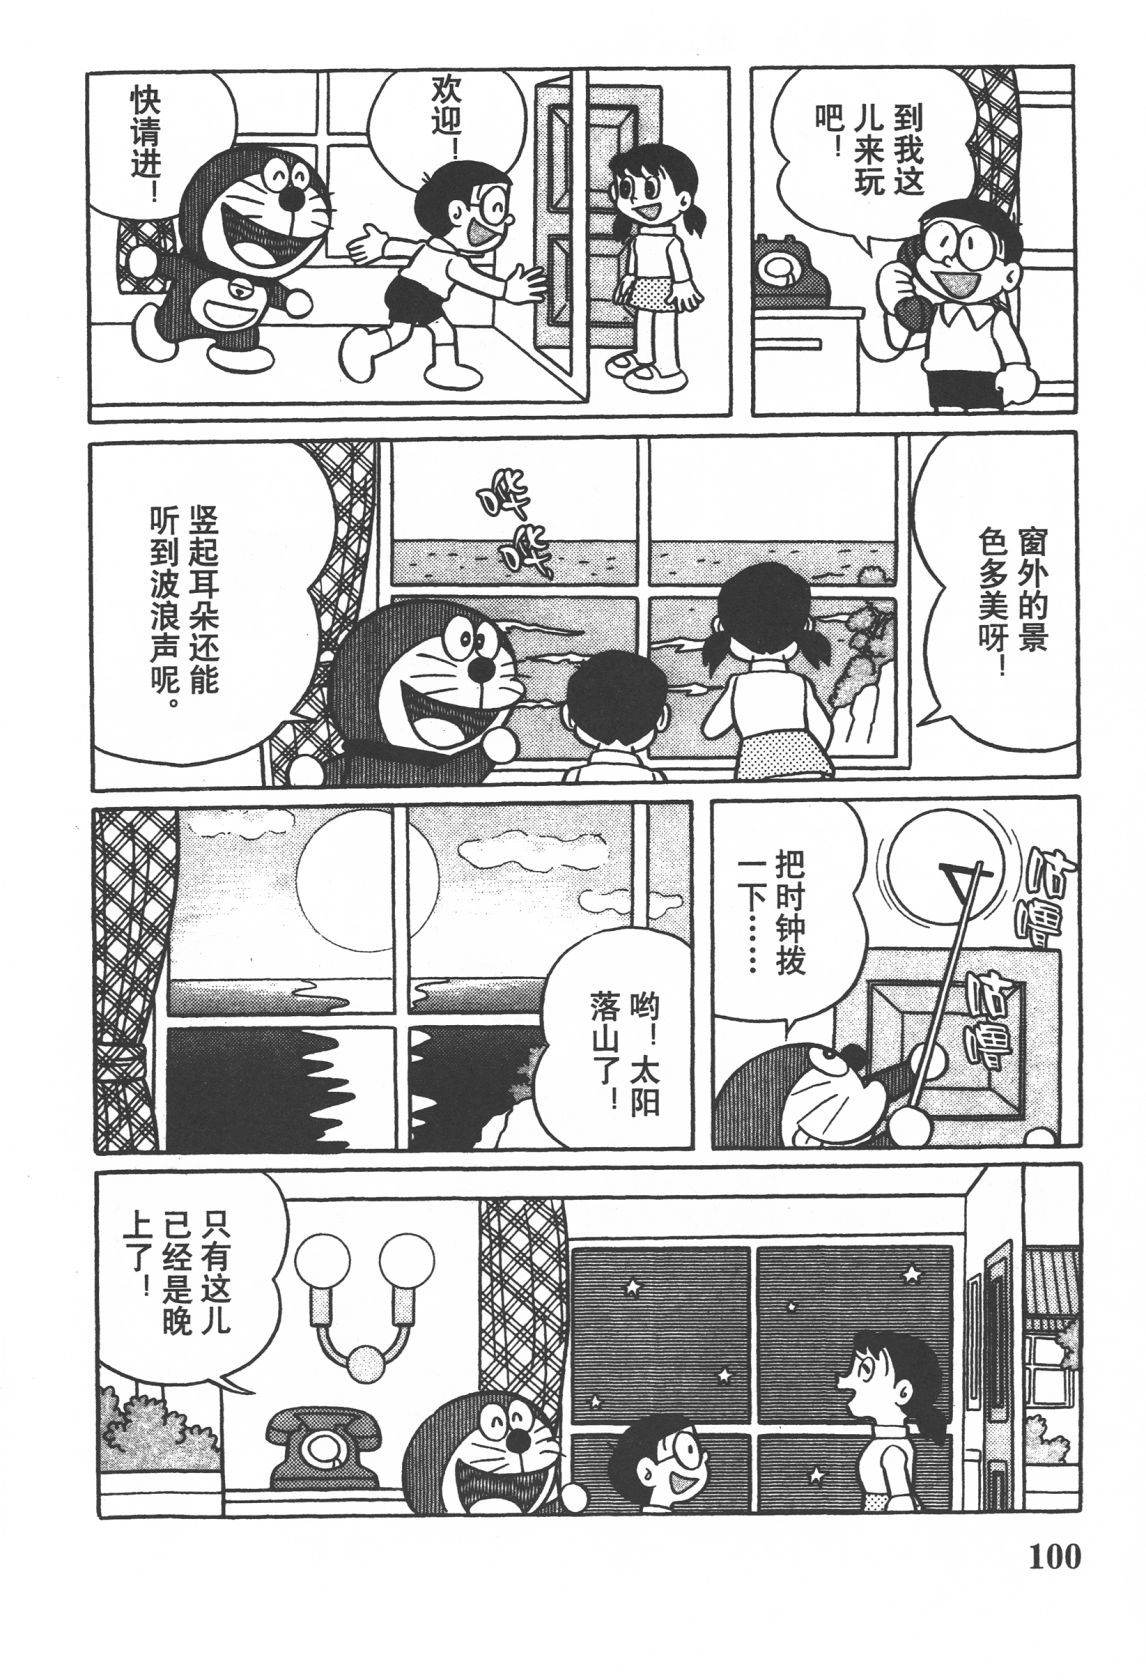 到我这
儿来玩
吧！
欢迎！
快请进！
窗外的景
色多美呀！
哗
哗
竖起耳朵还能
听到波浪声呢。
把时钟拨
一下……
咕噜
咕噜
哟！太阳
落山了！
只有这儿
已经是晚
上了！
100